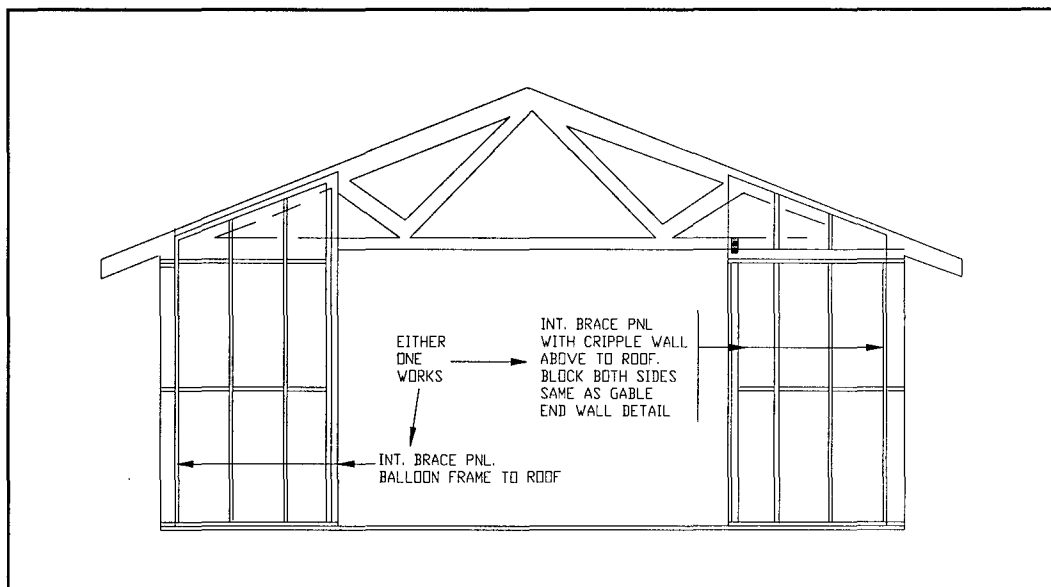 EITHER
ONE
WORKS
INT. BRACE PNL
WITH CRIPPLE WALL
ABOVE TO ROOF.
BLOCK BOTH SIDES
SAME AS GABLE
END WALL DETAIL
INT. BRACE PNL.
BALLOON FRAME TO ROOF